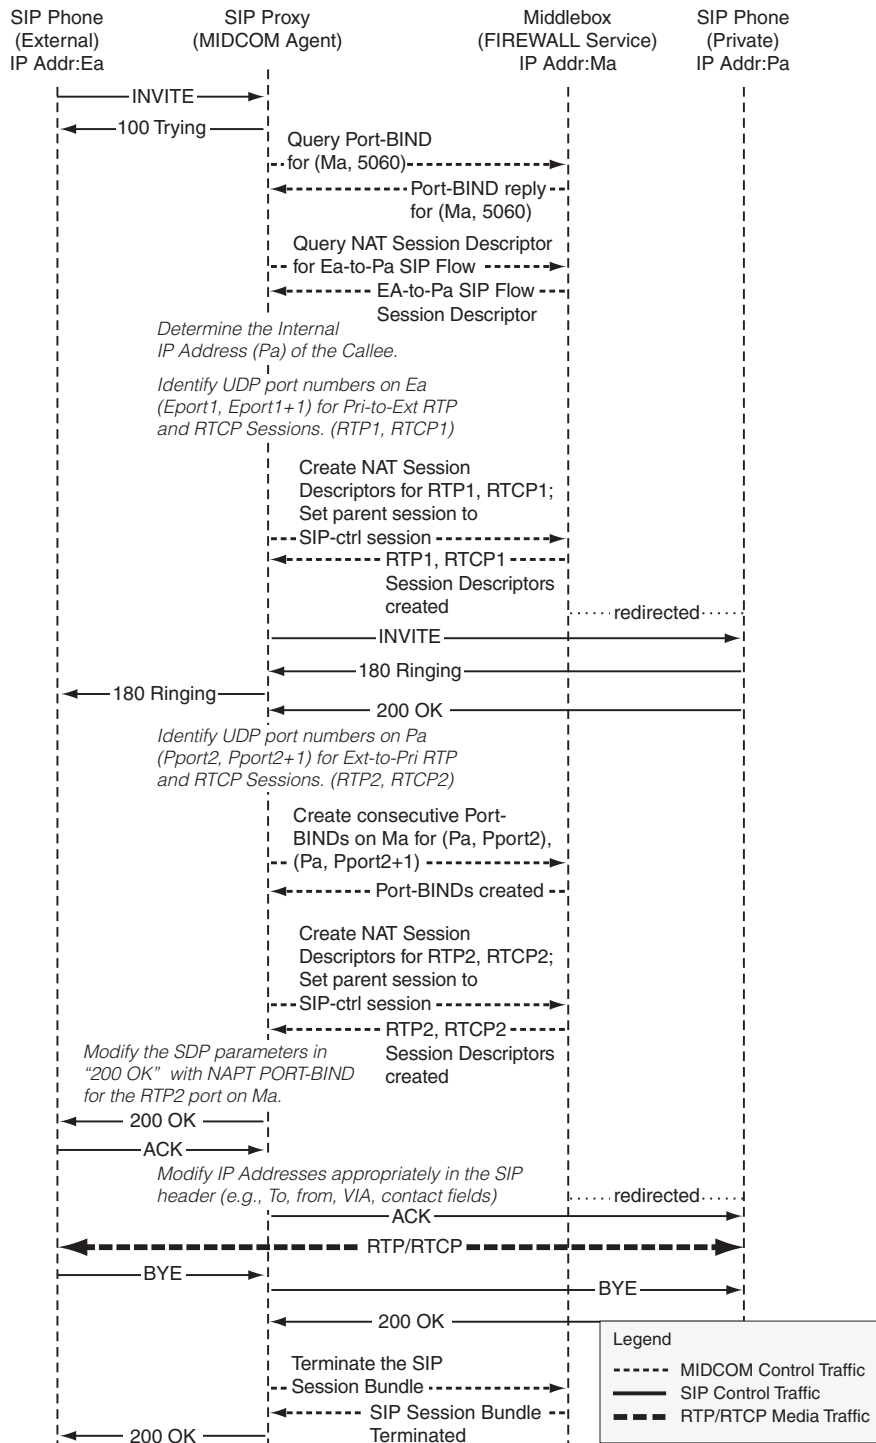 SIP Phone
(External)
IP Addr:Ea
SIP Proxy
(MIDCOM Agent)
Middlebox
(FIREWALL Service)
IP Addr:Ma
SIP Phone
(Private)
IP Addr:Pa
INVITE
100 Trying
Query Port-BIND
for (Ma, 5060)
Port-BIND reply
for (Ma, 5060)
Query NAT Session Descriptor
for Ea-to-Pa SIP Flow
EA-to-Pa SIP Flow
Session Descriptor
Determine the Internal
IP Address (Pa) of the Callee.
Identify UDP port numbers on Ea
(Eport1, Eport1+1) for Pri-to-Ext RTP
and RTCP Sessions. (RTP1, RTCP1)
Create NAT Session
Descriptors for RTP1, RTCP1;
Set parent session to
SIP-ctrl session
RTP1, RTCP1
Session Descriptors
created
redirected
INVITE
180 Ringing
180 Ringing
200 OK
Identify UDP port numbers on Pa
(Pport2, Pport2+1) for Ext-to-Pri RTP
and RTCP Sessions. (RTP2, RTCP2)
Create consecutive Port-
BINDs on Ma for (Pa, Pport2),
(Pa, Pport2+1)
Port-BINDs created
Create NAT Session
Descriptors for RTP2, RTCP2;
Set parent session to
SIP-ctrl session
RTP2, RTCP2
Session Descriptors
created
Modify the SDP parameters in
“200 OK” with NAPT PORT-BIND
for the RTP2 port on Ma.
200 OK
ACK
Modify IP Addresses appropriately in the SIP
header (e.g., To, from, VIA, contact fields)
redirected
ACK
RTP/RTCP
BYE
BYE
200 OK
Terminate the SIP
Session Bundle
SIP Session Bundle
Terminated
200 OK
Legend
MIDCOM Control Traffic
SIP Control Traffic
RTP/RTCP Media Traffic